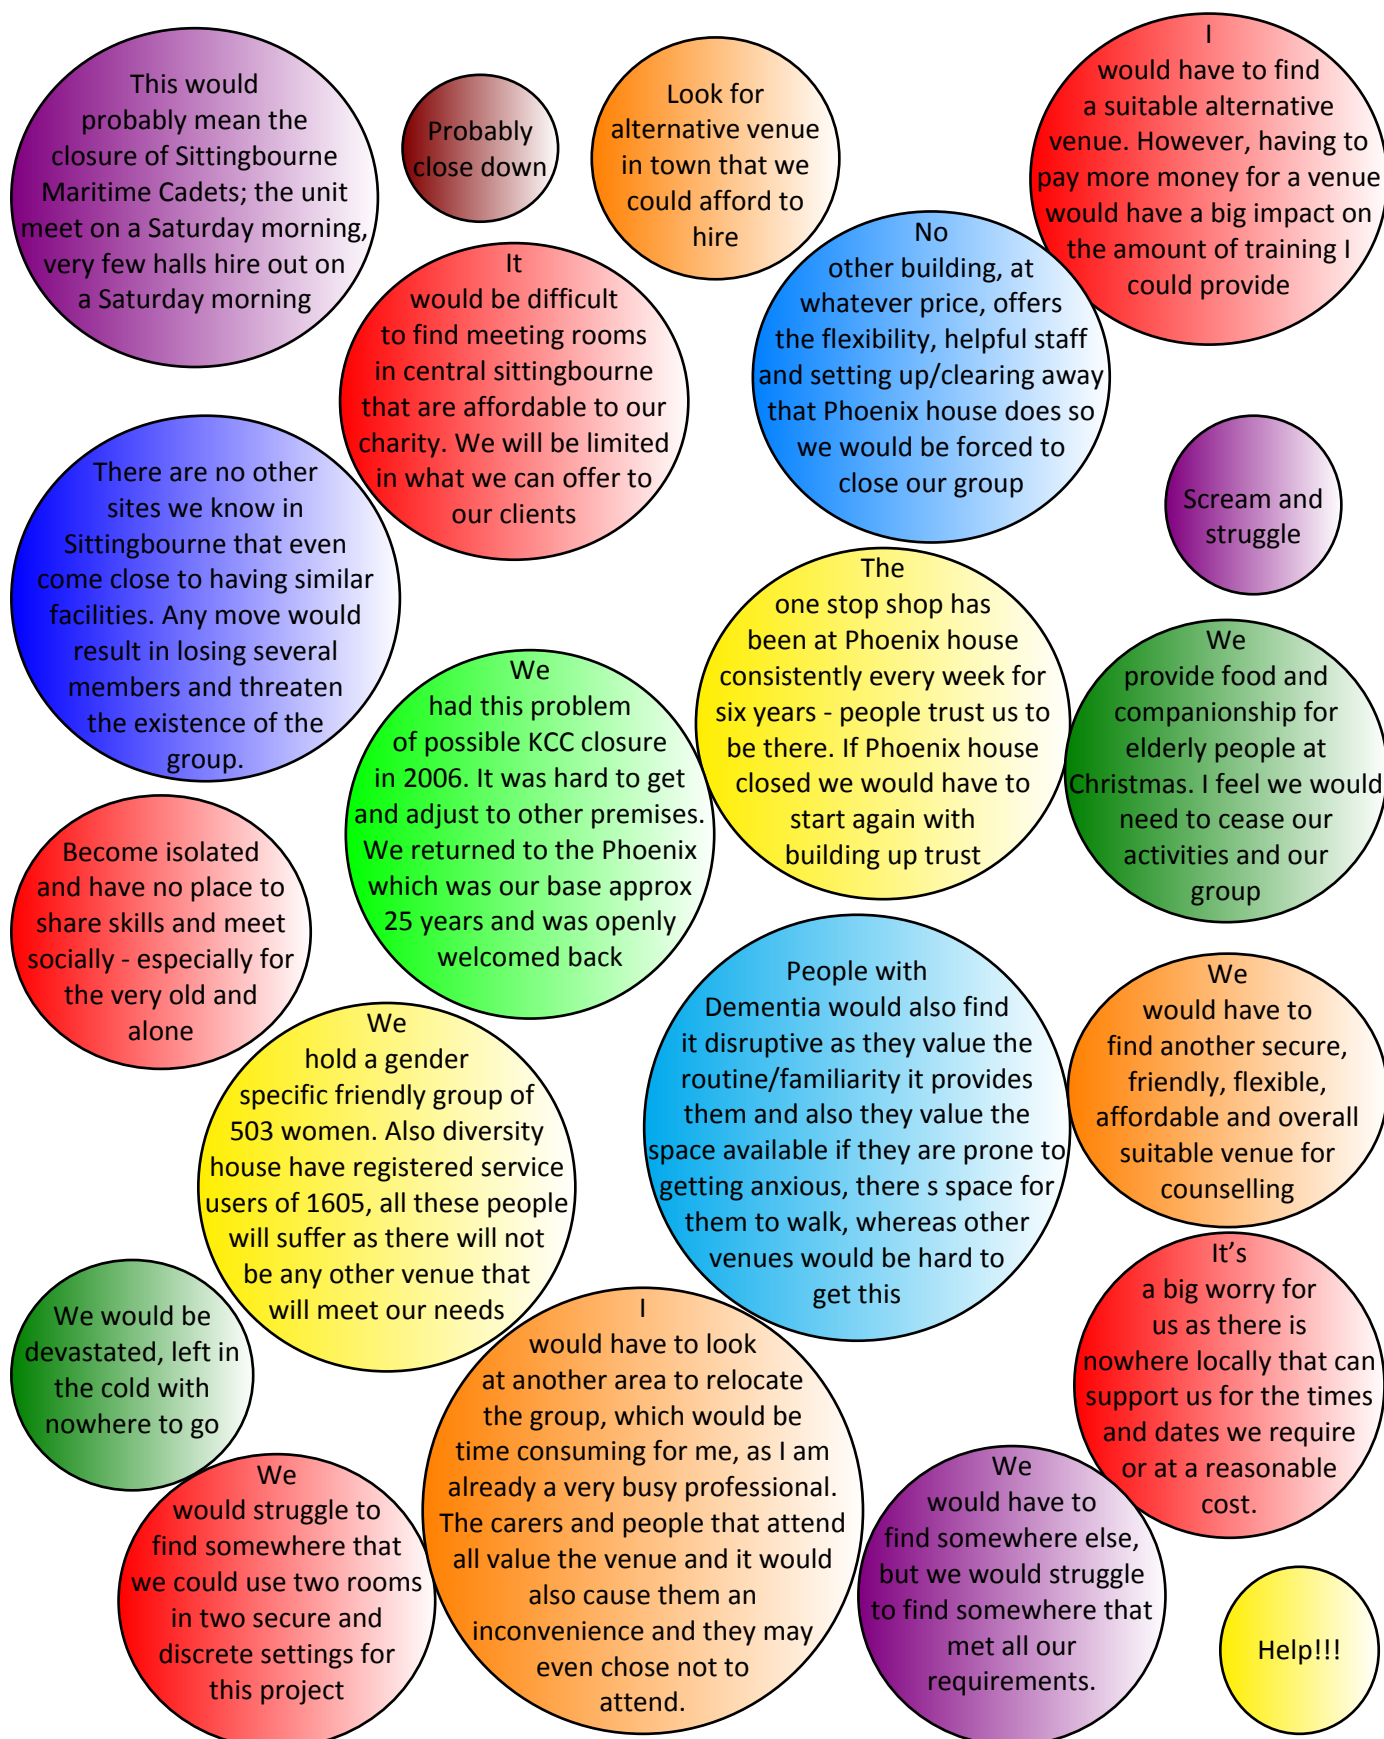 This would
probably mean the
closure of Sittingbourne
Maritime Cadets; the unit
meet on a Saturday morning,
very few halls hire out on
a Saturday morning
Probably
close down
Look for
alternative venue
in town that we
could afford to
hire
I
would have to find
a suitable alternative
venue. However, having to
pay more money for a venue
would have a big impact on
the amount of training I
could provide
It
would be difficult
to find meeting rooms
in central sittingbourne
that are affordable to our
charity. We will be limited
in what we can offer to
our clients
No
other building, at
whatever price, offers
the flexibility, helpful staff
and setting up/clearing away
that Phoenix house does so
we would be forced to
close our group
Scream and
struggle
There are no other
sites we know in
Sittingbourne that even
come close to having similar
facilities. Any move would
result in losing several
members and threaten
the existence of the
group.
The
one stop shop has
been at Phoenix house
consistently every week for
six years - people trust us to
be there. If Phoenix house
closed we would have to
start again with
building up trust
We
provide food and
companionship for
elderly people at
Christmas. I feel we would
need to cease our
activities and our
group
We
had this problem
of possible KCC closure
in 2006. It was hard to get
and adjust to other premises.
We returned to the Phoenix
which was our base approx
25 years and was openly
welcomed back
Become isolated
and have no place to
share skills and meet
socially - especially for
the very old and
alone
People with
Dementia would also find
it disruptive as they value the
routine/familiarity it provides
them and also they value the
space available if they are prone to
getting anxious, there s space for
them to walk, whereas other
venues would be hard to
get this
We
would have to
find another secure,
friendly, flexible,
affordable and overall
suitable venue for
counselling
We
hold a gender
specific friendly group of
503 women. Also diversity
house have registered service
users of 1605, all these people
will suffer as there will not
be any other venue that
will meet our needs
It's
a big worry for
us as there is
nowhere locally that can
support us for the times
and dates we require
or at a reasonable
cost.
We would be
devastated, left in
the cold with
nowhere to go
I
would have to look
at another area to relocate
the group, which would be
time consuming for me, as I am
already a very busy professional.
The carers and people that attend
all value the venue and it would
also cause them an
inconvenience and they may
even chose not to
attend.
We
would struggle to
find somewhere that
we could use two rooms
in two secure and
discrete settings for
this project
We
would have to
find somewhere else,
but we would struggle
to find somewhere that
met all our
requirements.
Help!!!